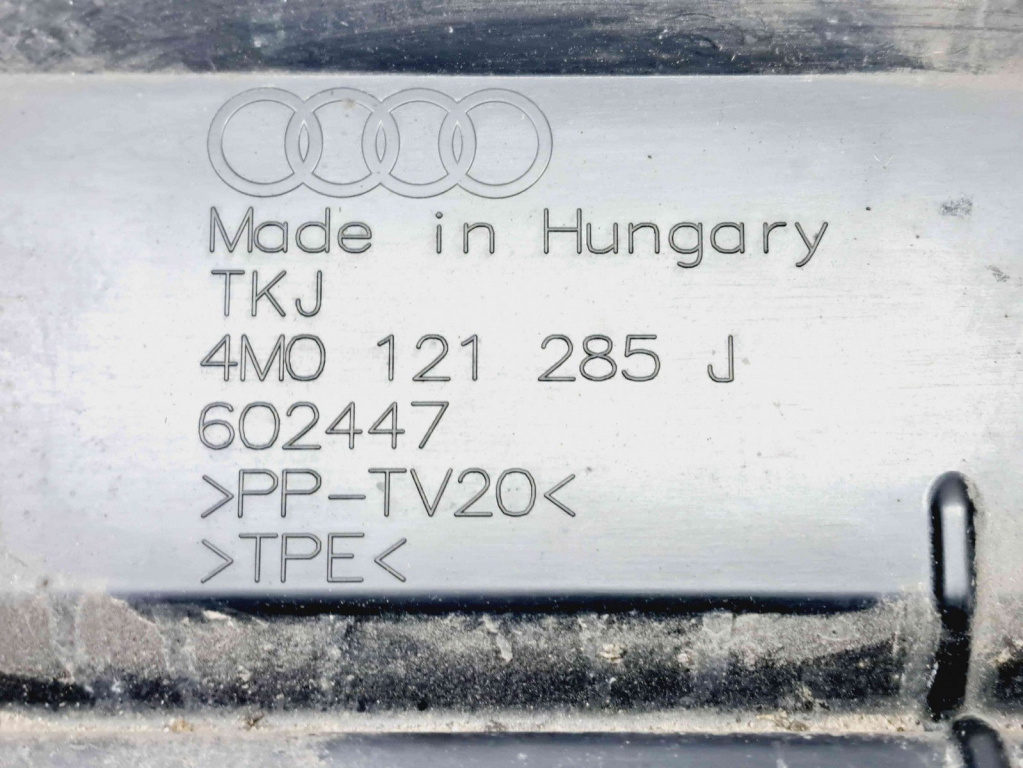 Made in Hungary
TKJ
4M0 121 285 J
602447
>PP-TV20<
>TPE<